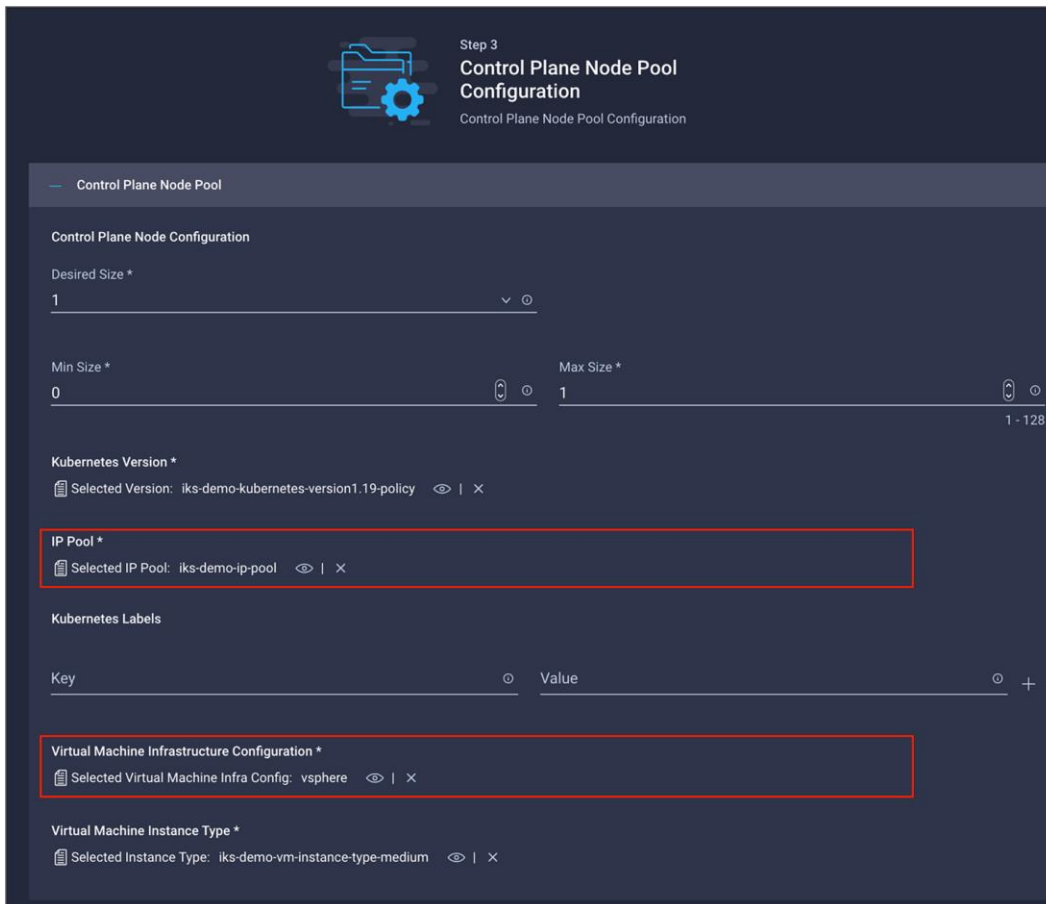 Step 3
Control Plane Node Pool
Configuration
Control Plane Node Pool Configuration
Control Plane Node Pool
Control Plane Node Configuration
Desired Size *
1
Min Size *
Max Size *
0
1
1 - 128
Kubernetes Version *
Selected Version: iks-demo-kubernetes-version1.19-policy
IP Pool *
Selected IP Pool: iks-demo-ip-pool
Kubernetes Labels
Key
Value
Virtual Machine Infrastructure Configuration *
Selected Virtual Machine Infra Config: vsphere
Virtual Machine Instance Type *
Selected Instance Type: iks-demo-vm-instance-type-medium